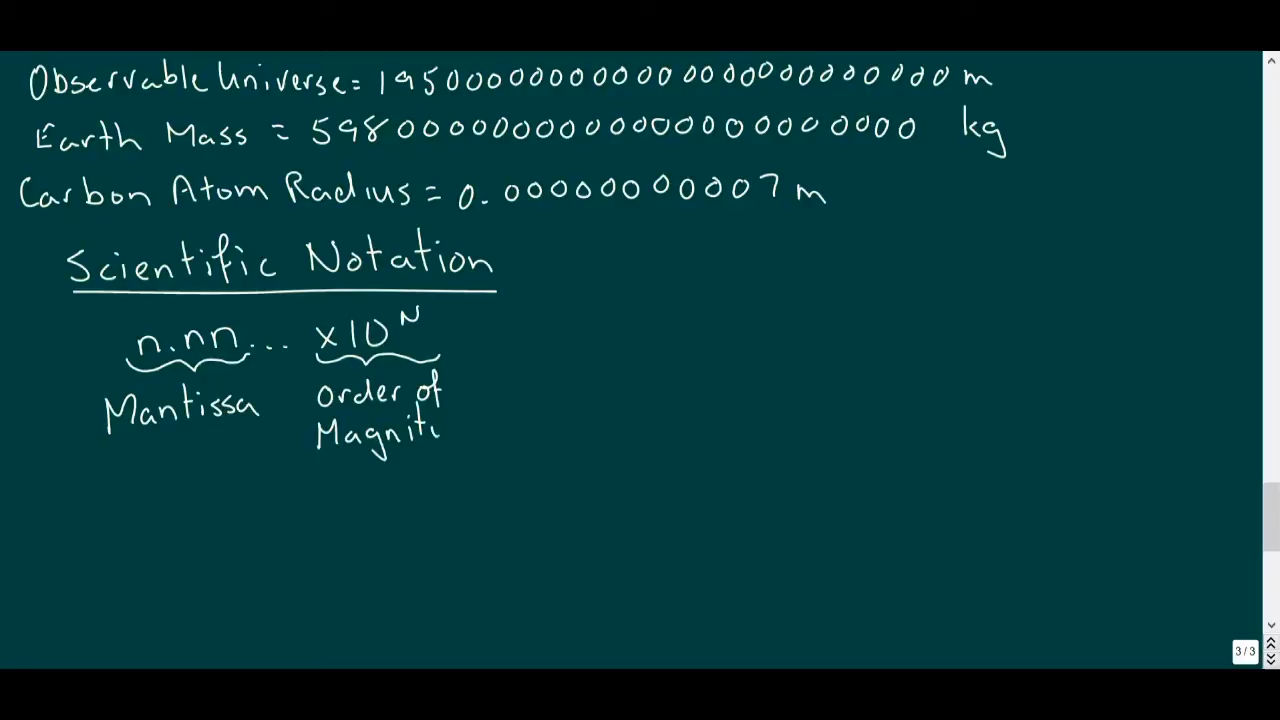 Observable Universe = 195000000000000000000000000 m
Earth Mass = 5980000000000000000000000 kg
Carbon Atom Radius = 0.00000000007 m
Scientific Notation
n.nn... x10^N
Mantissa Order of
Magnit